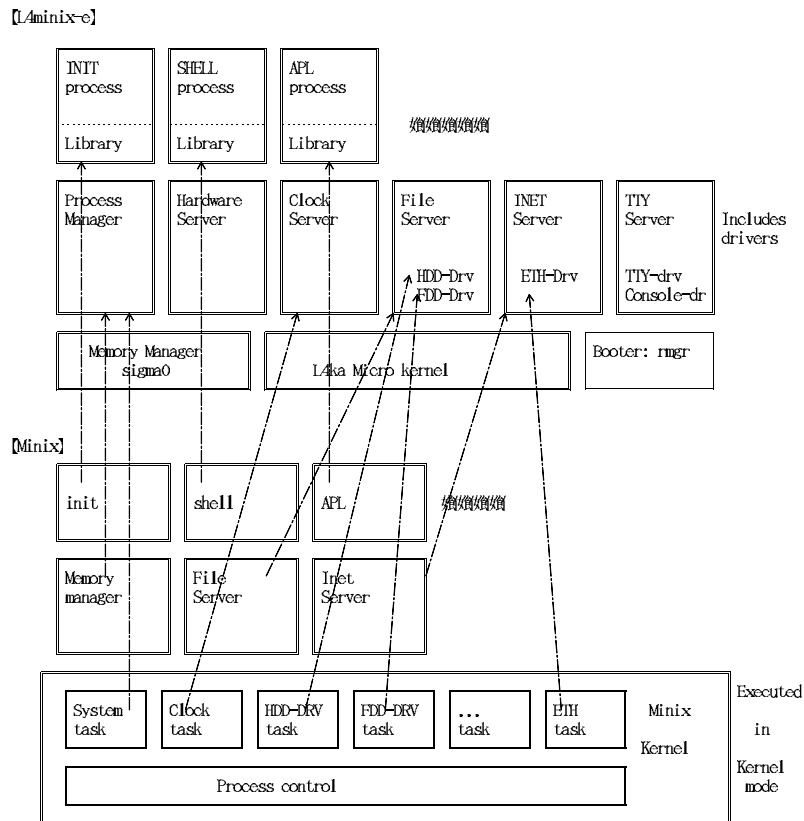 【L4minix-e】
INIT
process
Library
SHELL
process
Library
APL
process
Library
Process
Manager
Hardware
Server
Clock
Server
File
Server
HDD-Drv
FDD-Drv
INET
Server
ETH-Drv
TTY
Server
TTY-drv
Console-dr
Includes
drivers
Memory Manager
sigma0
L4ka Micro kernel
Booter: rmgr
【Minix】
init
shell
APL
Memory
manager
File
Server
Inet
Server
System
task
Clock
task
HDD-DRV
task
FDD-DRV
task
...
task
ETH
task
Minix
Kernel
Process control
Executed
in
Kernel
mode